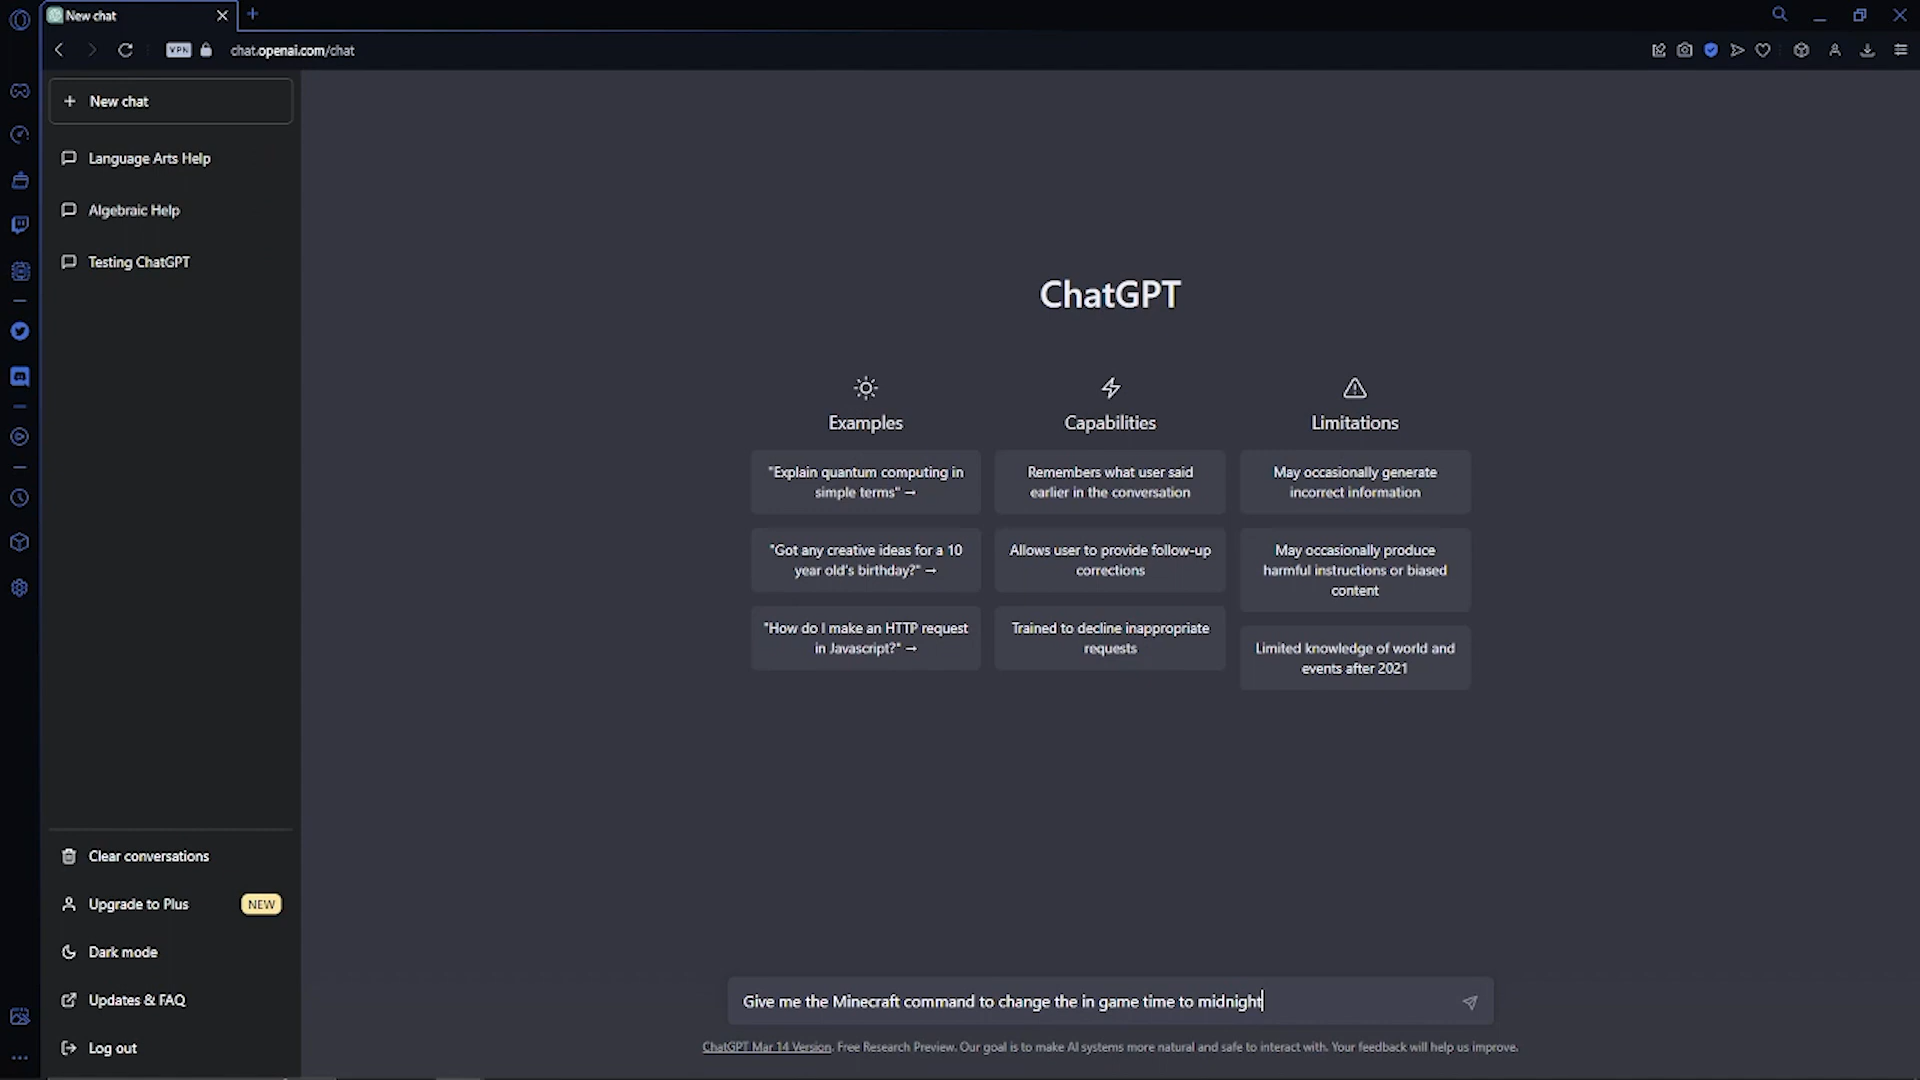 New chat
VPN
chat.openai.com/chat
New chat
Language Arts Help
Algebraic Help
Testing ChatGPT
ChatGPT
Examples
Capabilities
Limitations
"Explain quantum computing in
simple terms" →
Remembers what user said
earlier in the conversation
May occasionally generate
incorrect information
"Got any creative ideas for a 10
year old's birthday?" →
Allows user to provide follow-up
corrections
May occasionally produce
harmful instructions or biased
content
"How do I make an HTTP request
in Javascript?" →
Trained to decline inappropriate
requests
Limited knowledge of world and
events after 2021
Clear conversations
Upgrade to Plus
NEW
Dark mode
Updates & FAQ
Log out
Give me the Minecraft command to change the in game time to midnight
ChatGPT Mar 14 Version. Free Research Preview. Our goal is to make AI systems more natural and safe to interact with. Your feedback will help us improve.